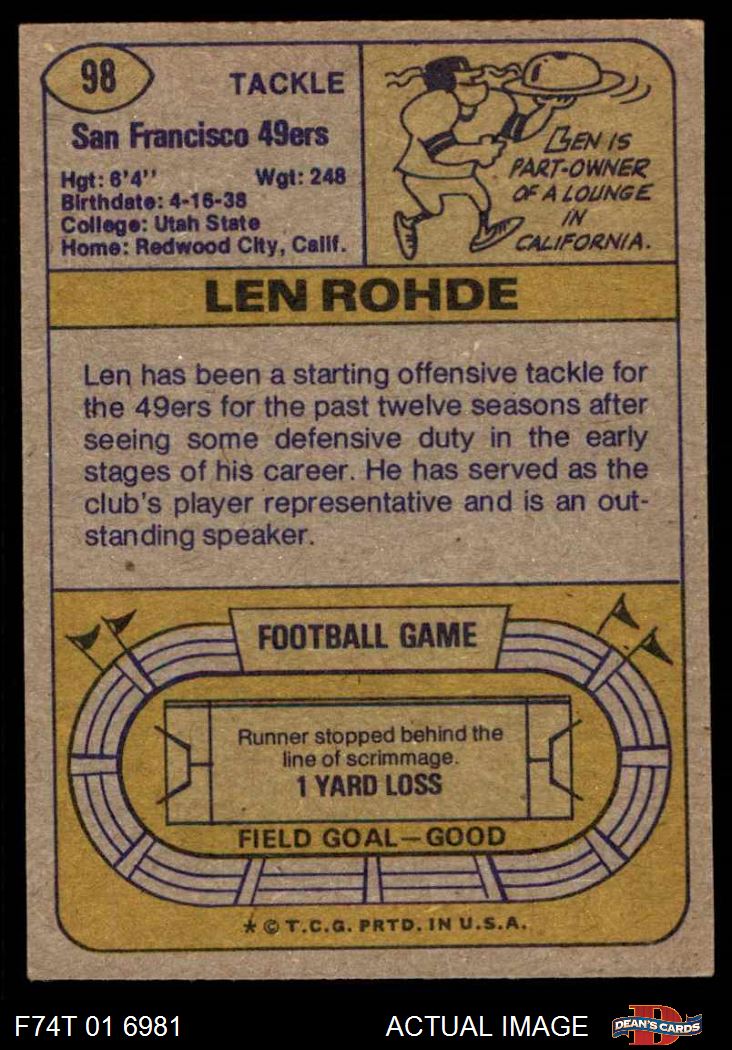 98
TACKLE
San Francisco 49ers
Hgt: 6'4'' Wgt: 248
Birthdate: 4-16-38
College: Utah State
Home: Redwood City, Calif.
LEN IS
PART-OWNER
OF A LOUNGE
IN
CALIFORNIA.
LEN ROHDE
Len has been a starting offensive tackle for
the 49ers for the past twelve seasons after
seeing some defensive duty in the early
stages of his career. He has served as the
club's player representative and is an out-
standing speaker.
FOOTBALL GAME
Runner stopped behind the
line of scrimmage.
1 YARD LOSS
FIELD GOAL—GOOD
* © T.C.G. PRTD. IN U.S.A.
F74T 01 6981
ACTUAL IMAGE
D
DEAN'S CARDS